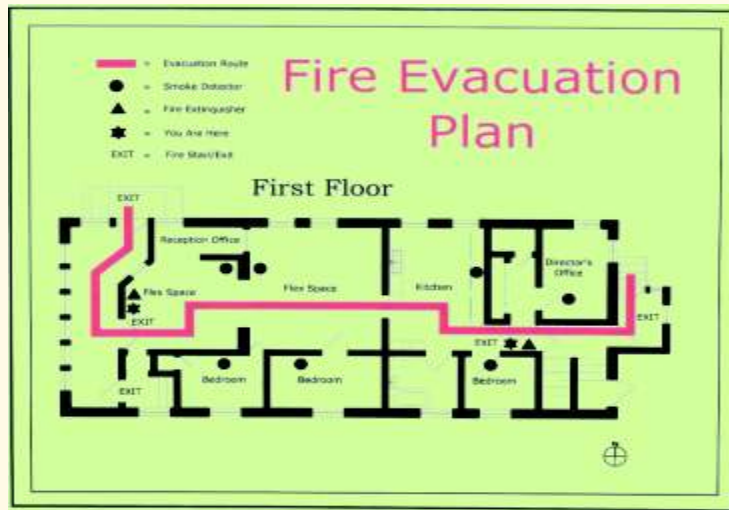 = Evacuation Route
= Smoke Detector
= Fire Extinguisher
= You Are Here
EXIT = Fire Stair/Exit
Fire Evacuation
Plan
First Floor
EXIT
Reception Office
Flex Space
EXIT
Flex Space
Kitchen
Director's
Office
EXIT
EXIT
EXIT
Bedroom
Bedroom
Bedroom